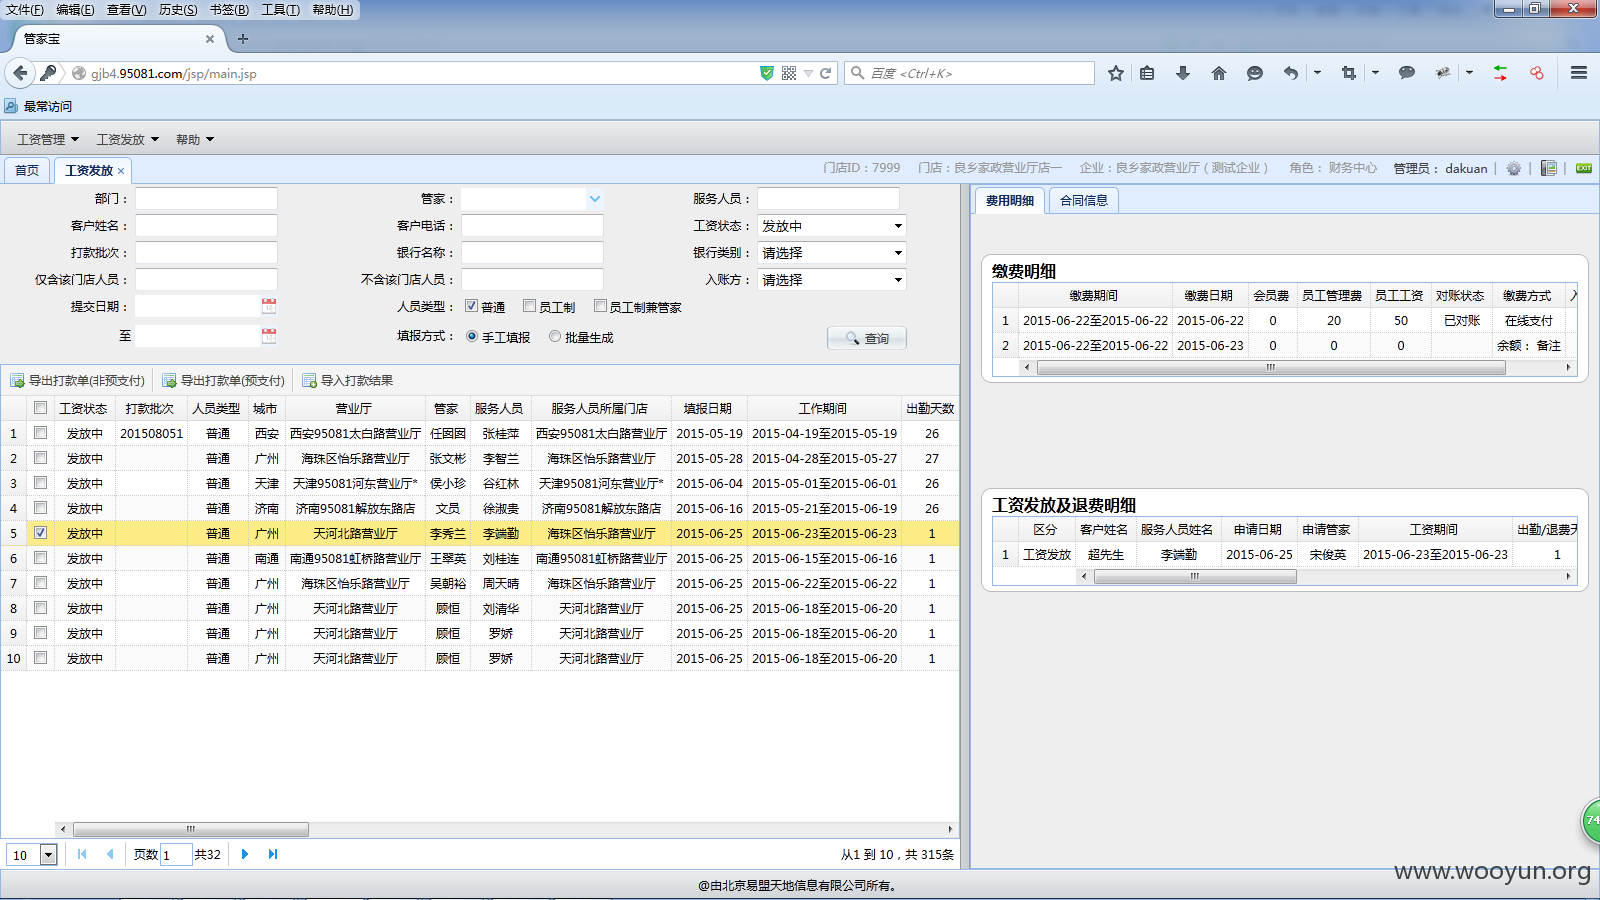 文件(F) 编辑(E) 查看(V) 历史(S) 书签(B) 工具(T) 帮助(H)
管家宝
gjb4.95081.com/jsp/main.jsp
百度 <Ctrl+K>
最常访问
工资管理 工资发放 帮助
首页 工资发放
门店ID：7999 门店：良乡家政营业厅店一 企业：良乡家政营业厅（测试企业） 角色：财务中心 管理员：dakuan
EXIT
部门： 管家： 服务人员：
客户姓名： 客户电话： 工资状态： 发放中
打款批次： 银行名称： 银行类别： 请选择
仅含该门店人员： 不含该门店人员： 入账方： 请选择
提交日期： 人员类型： 普通 员工制 员工制兼管家
至 填报方式： 手工填报 批量生成 查询
导出打款单(非预支付) 导出打款单(预支付) 导入打款结果
工资状态 打款批次 人员类型 城市 营业厅 管家 服务人员 服务人员所属门店 填报日期 工作期间 出勤天数
1 发放中 201508051 普通 西安 西安95081太白路营业厅 任囡囡 张桂萍 西安95081太白路营业厅 2015-05-19 2015-04-19至2015-05-19 26
2 发放中 普通 广州 海珠区怡乐路营业厅 张文彬 李智兰 海珠区怡乐路营业厅 2015-05-28 2015-04-28至2015-05-27 27
3 发放中 普通 天津 天津95081河东营业厅* 侯小珍 谷红林 天津95081河东营业厅* 2015-06-04 2015-05-01至2015-06-01 26
4 发放中 普通 济南 济南95081解放东路店 文员 徐淑贵 济南95081解放东路店 2015-06-16 2015-05-21至2015-06-19 26
5 发放中 普通 广州 天河北路营业厅 李秀兰 李端勤 海珠区怡乐路营业厅 2015-06-25 2015-06-23至2015-06-23 1
6 发放中 普通 南通 南通95081虹桥路营业厅 王翠英 刘桂连 南通95081虹桥路营业厅 2015-06-25 2015-06-15至2015-06-16 1
7 发放中 普通 广州 海珠区怡乐路营业厅 吴朝裕 周天晴 海珠区怡乐路营业厅 2015-06-25 2015-06-22至2015-06-22 1
8 发放中 普通 广州 天河北路营业厅 顾恒 刘清华 天河北路营业厅 2015-06-25 2015-06-18至2015-06-20 1
9 发放中 普通 广州 天河北路营业厅 顾恒 罗娇 天河北路营业厅 2015-06-25 2015-06-18至2015-06-20 1
10 发放中 普通 广州 天河北路营业厅 顾恒 罗娇 天河北路营业厅 2015-06-25 2015-06-18至2015-06-20 1
10 页数 1 共32 从1 到 10，共 315条
费用明细 合同信息
缴费明细
缴费期间 缴费日期 会员费 员工管理费 员工工资 对账状态 缴费方式 入
1 2015-06-22至2015-06-22 2015-06-22 0 20 50 已对账 在线支付
2 2015-06-22至2015-06-22 2015-06-23 0 0 0 余额：备注
工资发放及退费明细
区分 客户姓名 服务人员姓名 申请日期 申请管家 工资期间 出勤/退费天
1 工资发放 超先生 李端勤 2015-06-25 宋俊英 2015-06-23至2015-06-23 1
74
@由北京易盟天地信息有限公司所有。
www.wooyun.org